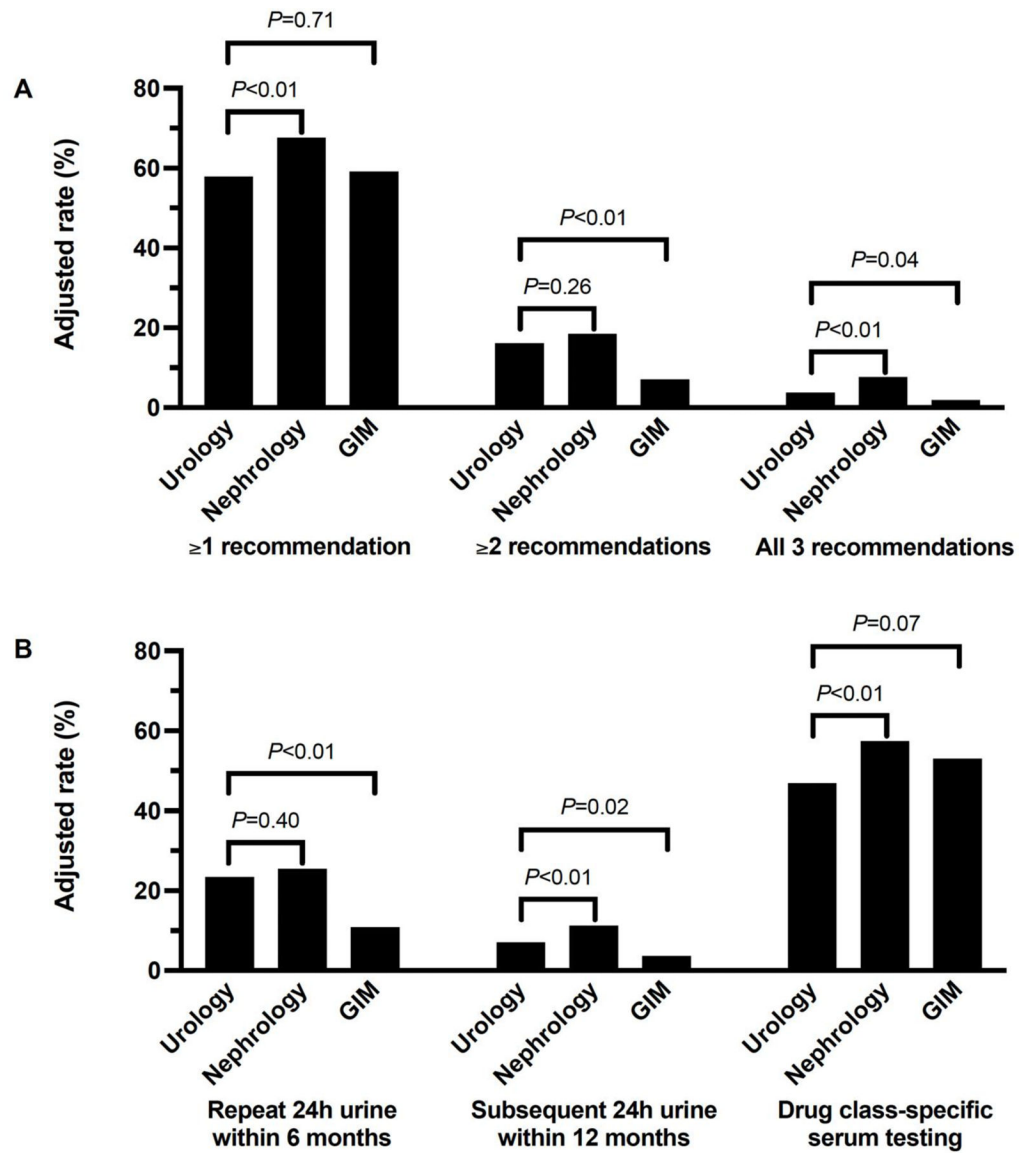 A
Adjusted rate (%)
80
60
40
20
0
P=0.71
P<0.01
P<0.01
P=0.26
P=0.04
P<0.01
Urology
Nephrology
GIM
Urology
Nephrology
GIM
Urology
Nephrology
GIM
≥1 recommendation
≥2 recommendations
All 3 recommendations
B
Adjusted rate (%)
80
60
40
20
0
P<0.01
P=0.40
P=0.02
P<0.01
P=0.07
P<0.01
Urology
Nephrology
GIM
Urology
Nephrology
GIM
Urology
Nephrology
GIM
Repeat 24h urine
within 6 months
Subsequent 24h urine
within 12 months
Drug class-specific
serum testing